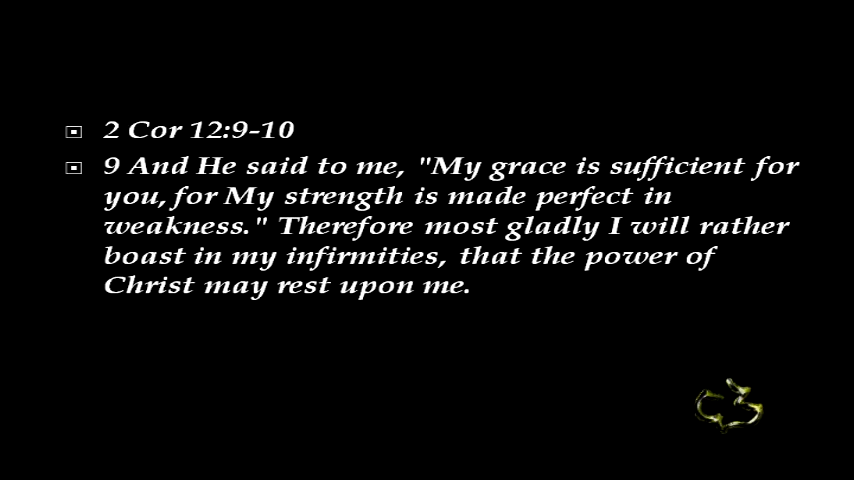 2 Cor 12:9-10
9 And He said to me, "My grace is sufficient for
you, for My strength is made perfect in
weakness." Therefore most gladly I will rather
boast in my infirmities, that the power of
Christ may rest upon me.
C3